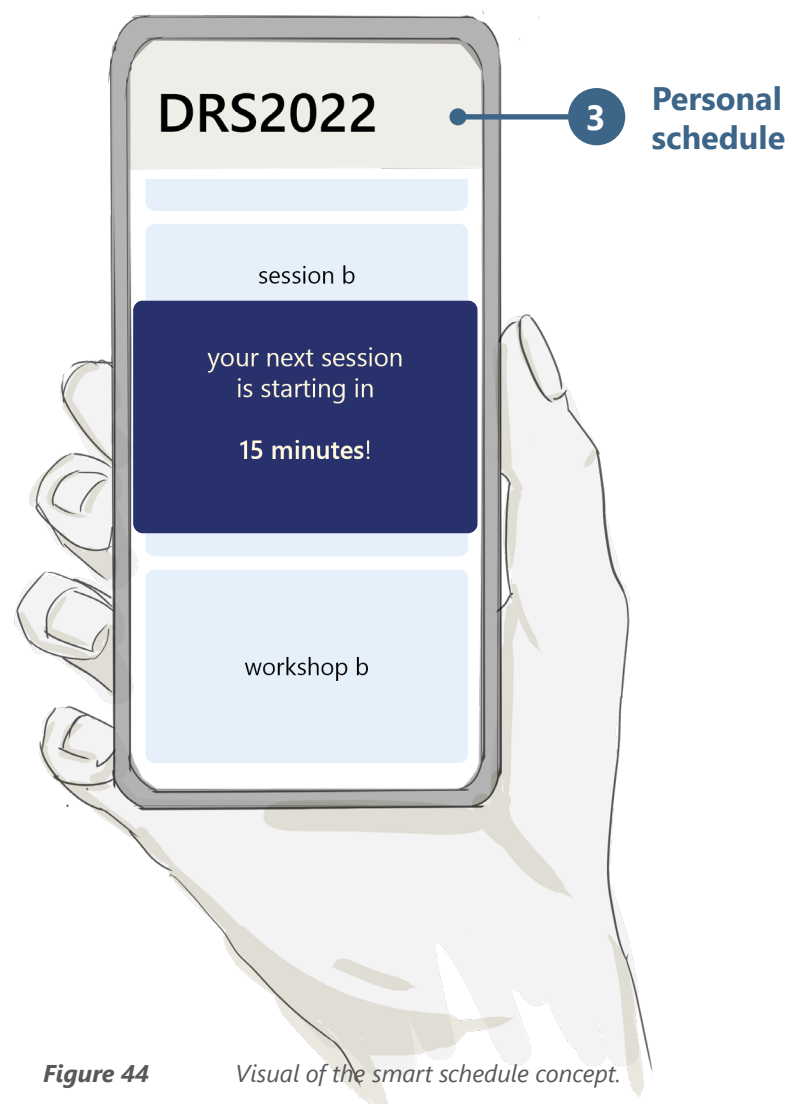 DRS2022
3
Personal
schedule
session b
your next session
is starting in
15 minutes!
workshop b
Figure 44 Visual of the smart schedule concept.